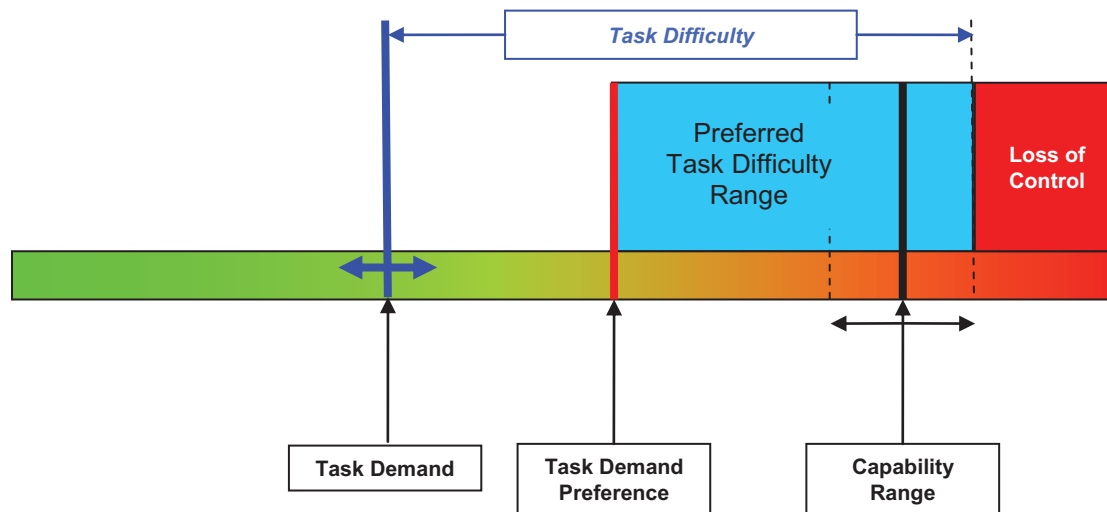 Task Difficulty
Preferred
Task Difficulty
Range
Loss of
Control
Task Demand
Task Demand
Preference
Capability
Range